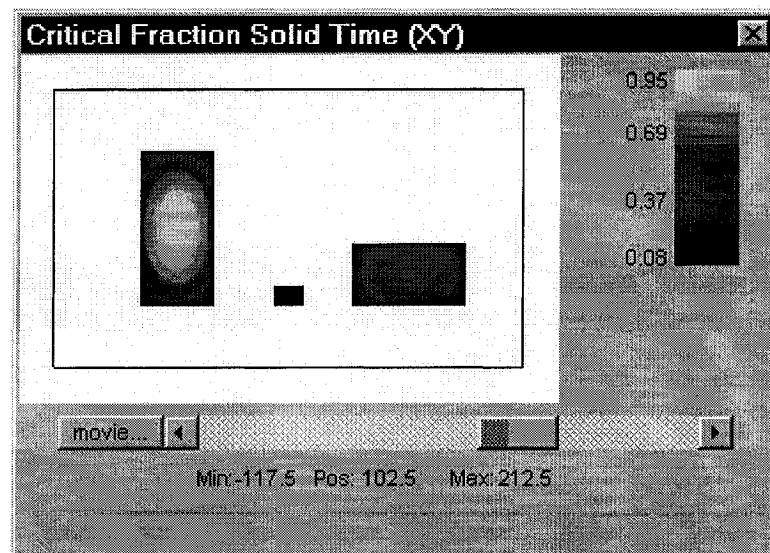 Critical Fraction Solid Time (XY)
0.95
0.69
0.37
0.08
movie...
Min:-117.5 Pos: 102.5 Max: 212.5